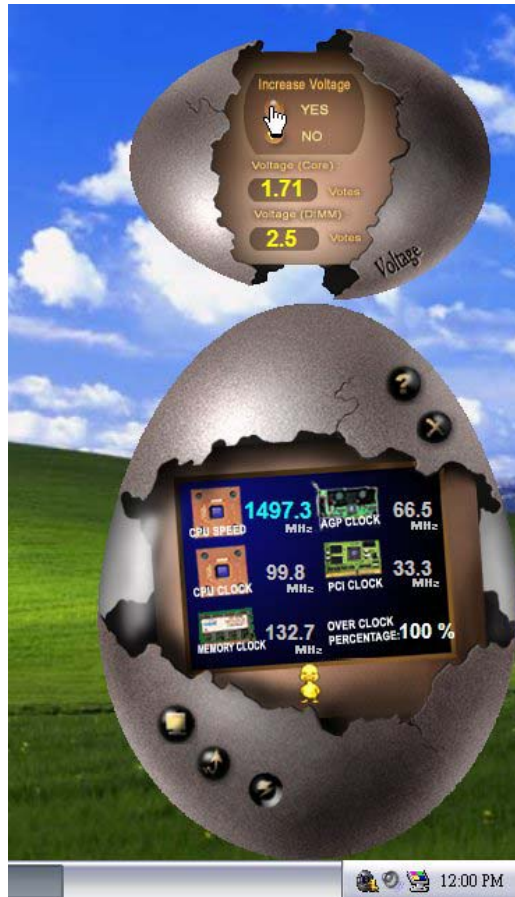 Increase Voltage
YES
NO
Voltage (Core) :
1.71 Votes
Voltage (DIMM) :
2.5 Votes
Voltage
?
CPU SPEED 1497.3 MHz
AGP CLOCK 66.5 MHz
CPU CLOCK 99.8 MHz
PCI CLOCK 33.3 MHz
MEMORY CLOCK 132.7 MHz
OVER CLOCK
PERCENTAGE:100 %
12:00 PM